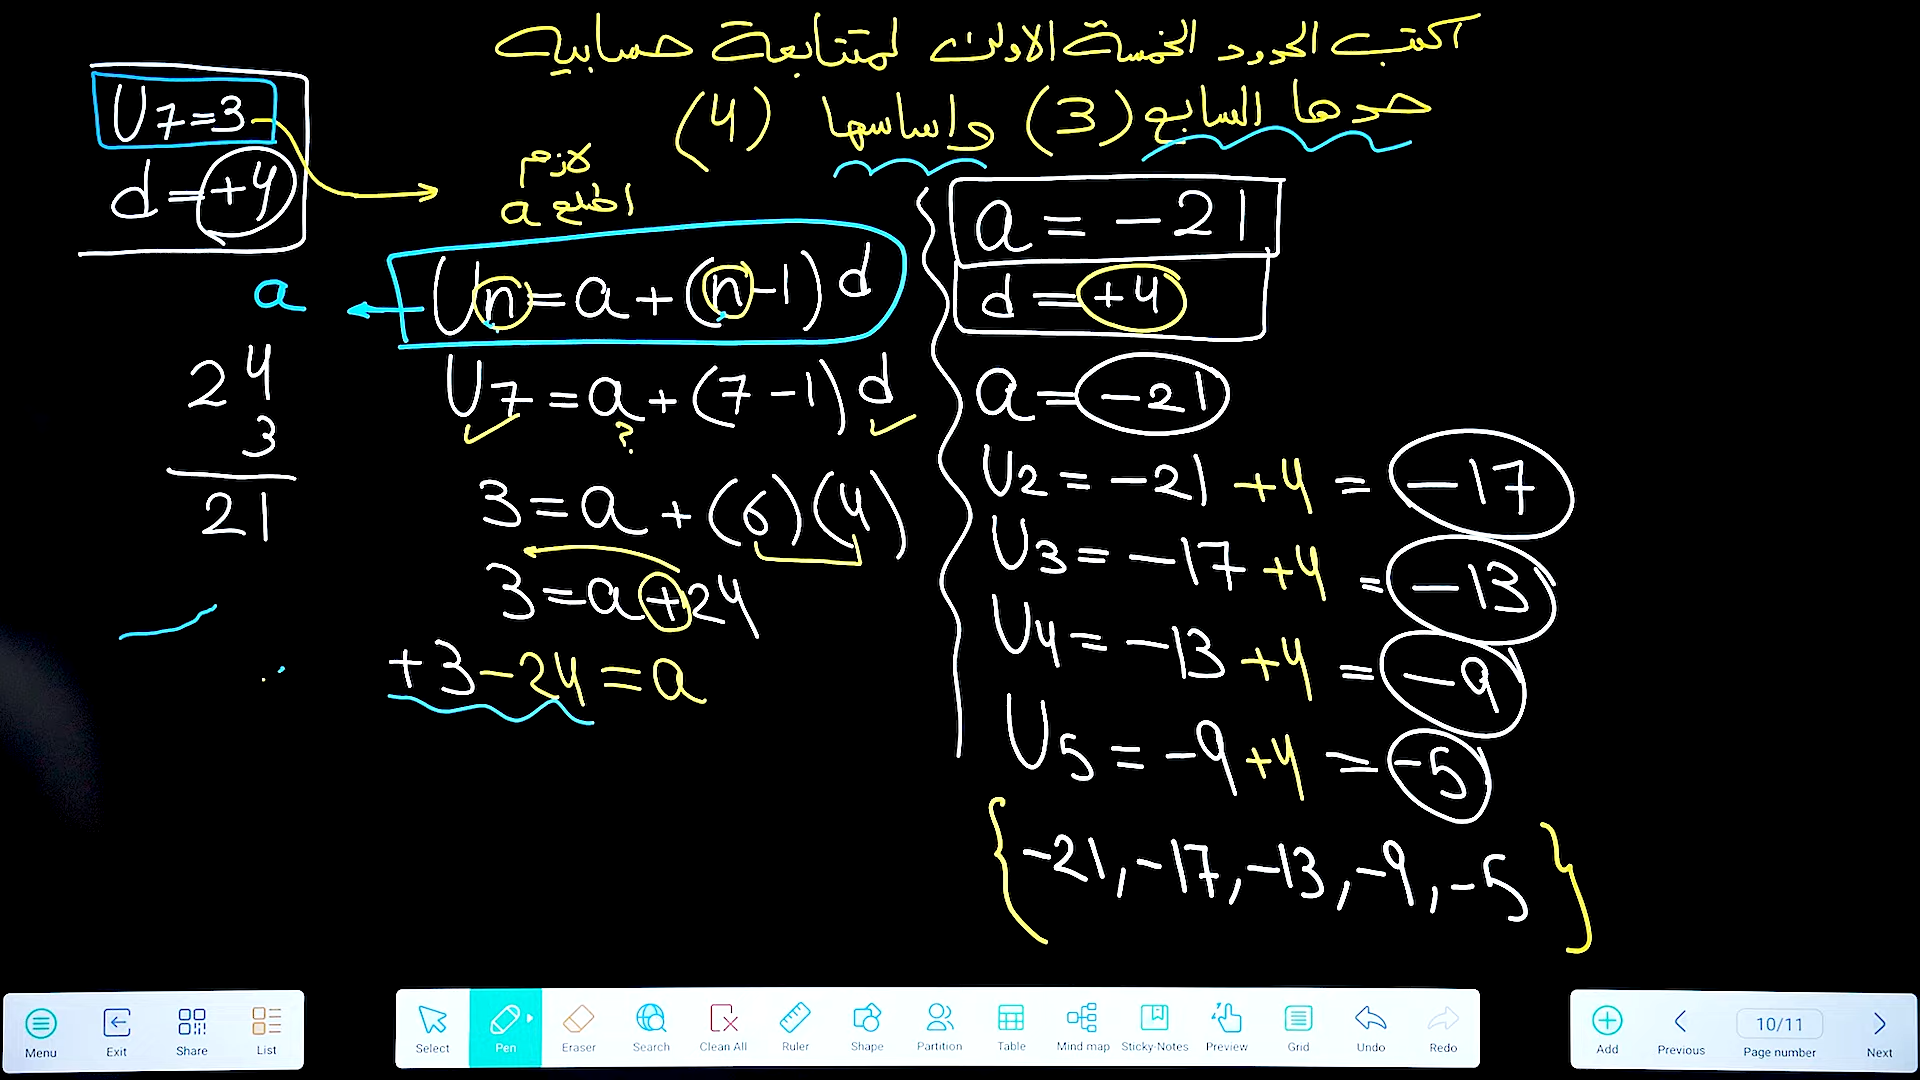 اكتب الحدود الخمسة الاولى لمتتابعة حسابيه
حدها السابع (3) واساسها (4)
U7=3
d=+4
لازم
اطلع a
a
Un=a+(n-1)d
U7=a+(7-1)d
?
3=a+(6)(4)
3=a+24
+3-24=a
24
3
21
a=-21
d=+4
a=-21
U2=-21+4=-17
U3=-17+4=-13
U4=-13+4=-9
U5=-9+4=-5
{-21,-17,-13,-9,-5}
Menu Exit Share List
Select Pen Eraser Search Clean All Ruler Shape Partition Table Mind map Sticky-Notes Preview Grid Undo Redo
Add Previous 10/11 Page number Next